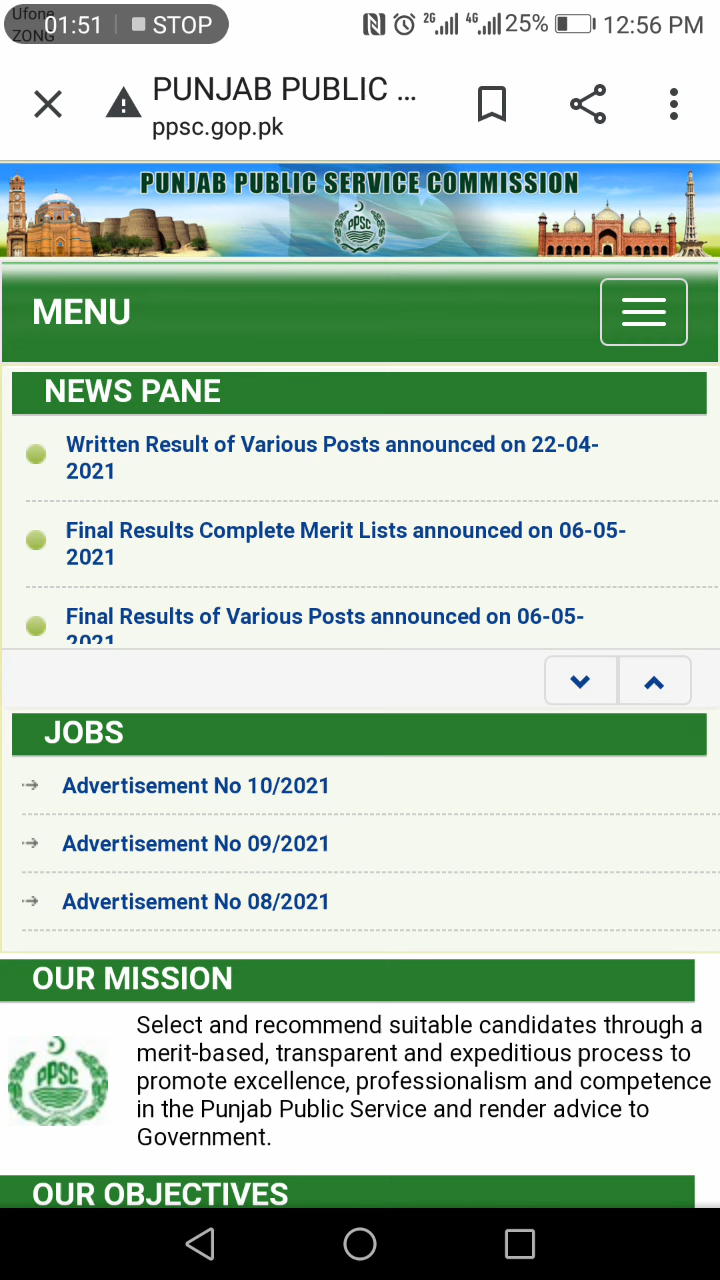 Ufone
ZONG
01:51 STOP
2G 4G 25% 12:56 PM
PUNJAB PUBLIC ...
ppsc.gop.pk
PUNJAB PUBLIC SERVICE COMMISSION
PPSC
MENU
NEWS PANE
Written Result of Various Posts announced on 22-04-
2021
Final Results Complete Merit Lists announced on 06-05-
2021
Final Results of Various Posts announced on 06-05-
2021
JOBS
Advertisement No 10/2021
Advertisement No 09/2021
Advertisement No 08/2021
OUR MISSION
PPSC
Select and recommend suitable candidates through a
merit-based, transparent and expeditious process to
promote excellence, professionalism and competence
in the Punjab Public Service and render advice to
Government.
OUR OBJECTIVES